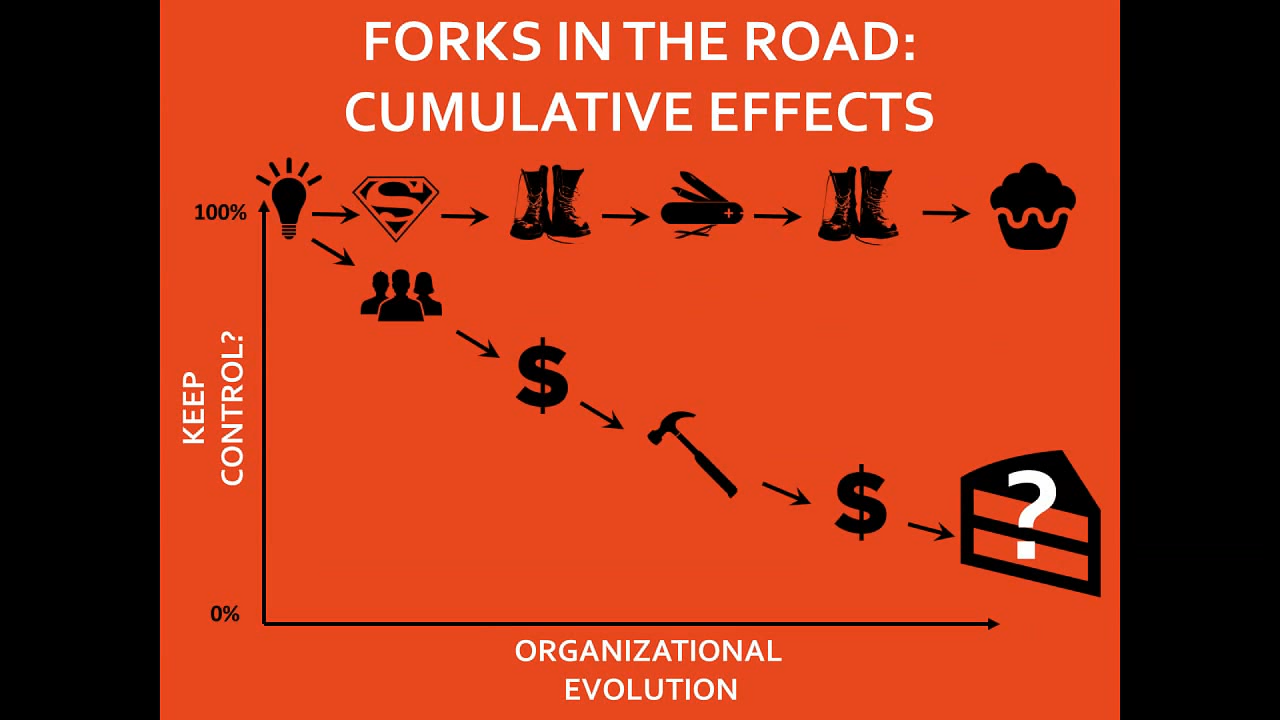 FORKS IN THE ROAD:
CUMULATIVE EFFECTS
100%
S
KEEP
CONTROL?
$
$
?
0%
ORGANIZATIONAL
EVOLUTION